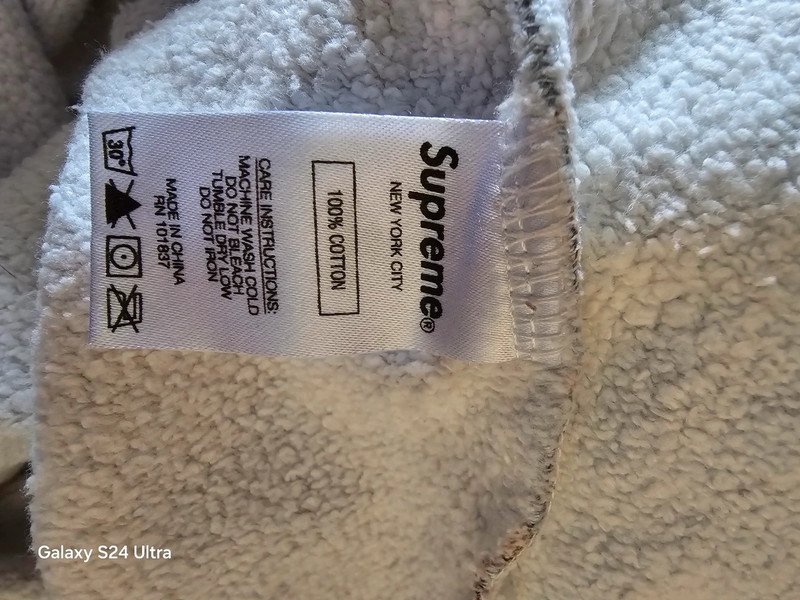 Supreme®
NEW YORK CITY
100% COTTON
CARE INSTRUCTIONS:
MACHINE WASH COLD
DO NOT BLEACH
TUMBLE DRY LOW
DO NOT IRON
MADE IN CHINA
RN 101837
30°
Galaxy S24 Ultra